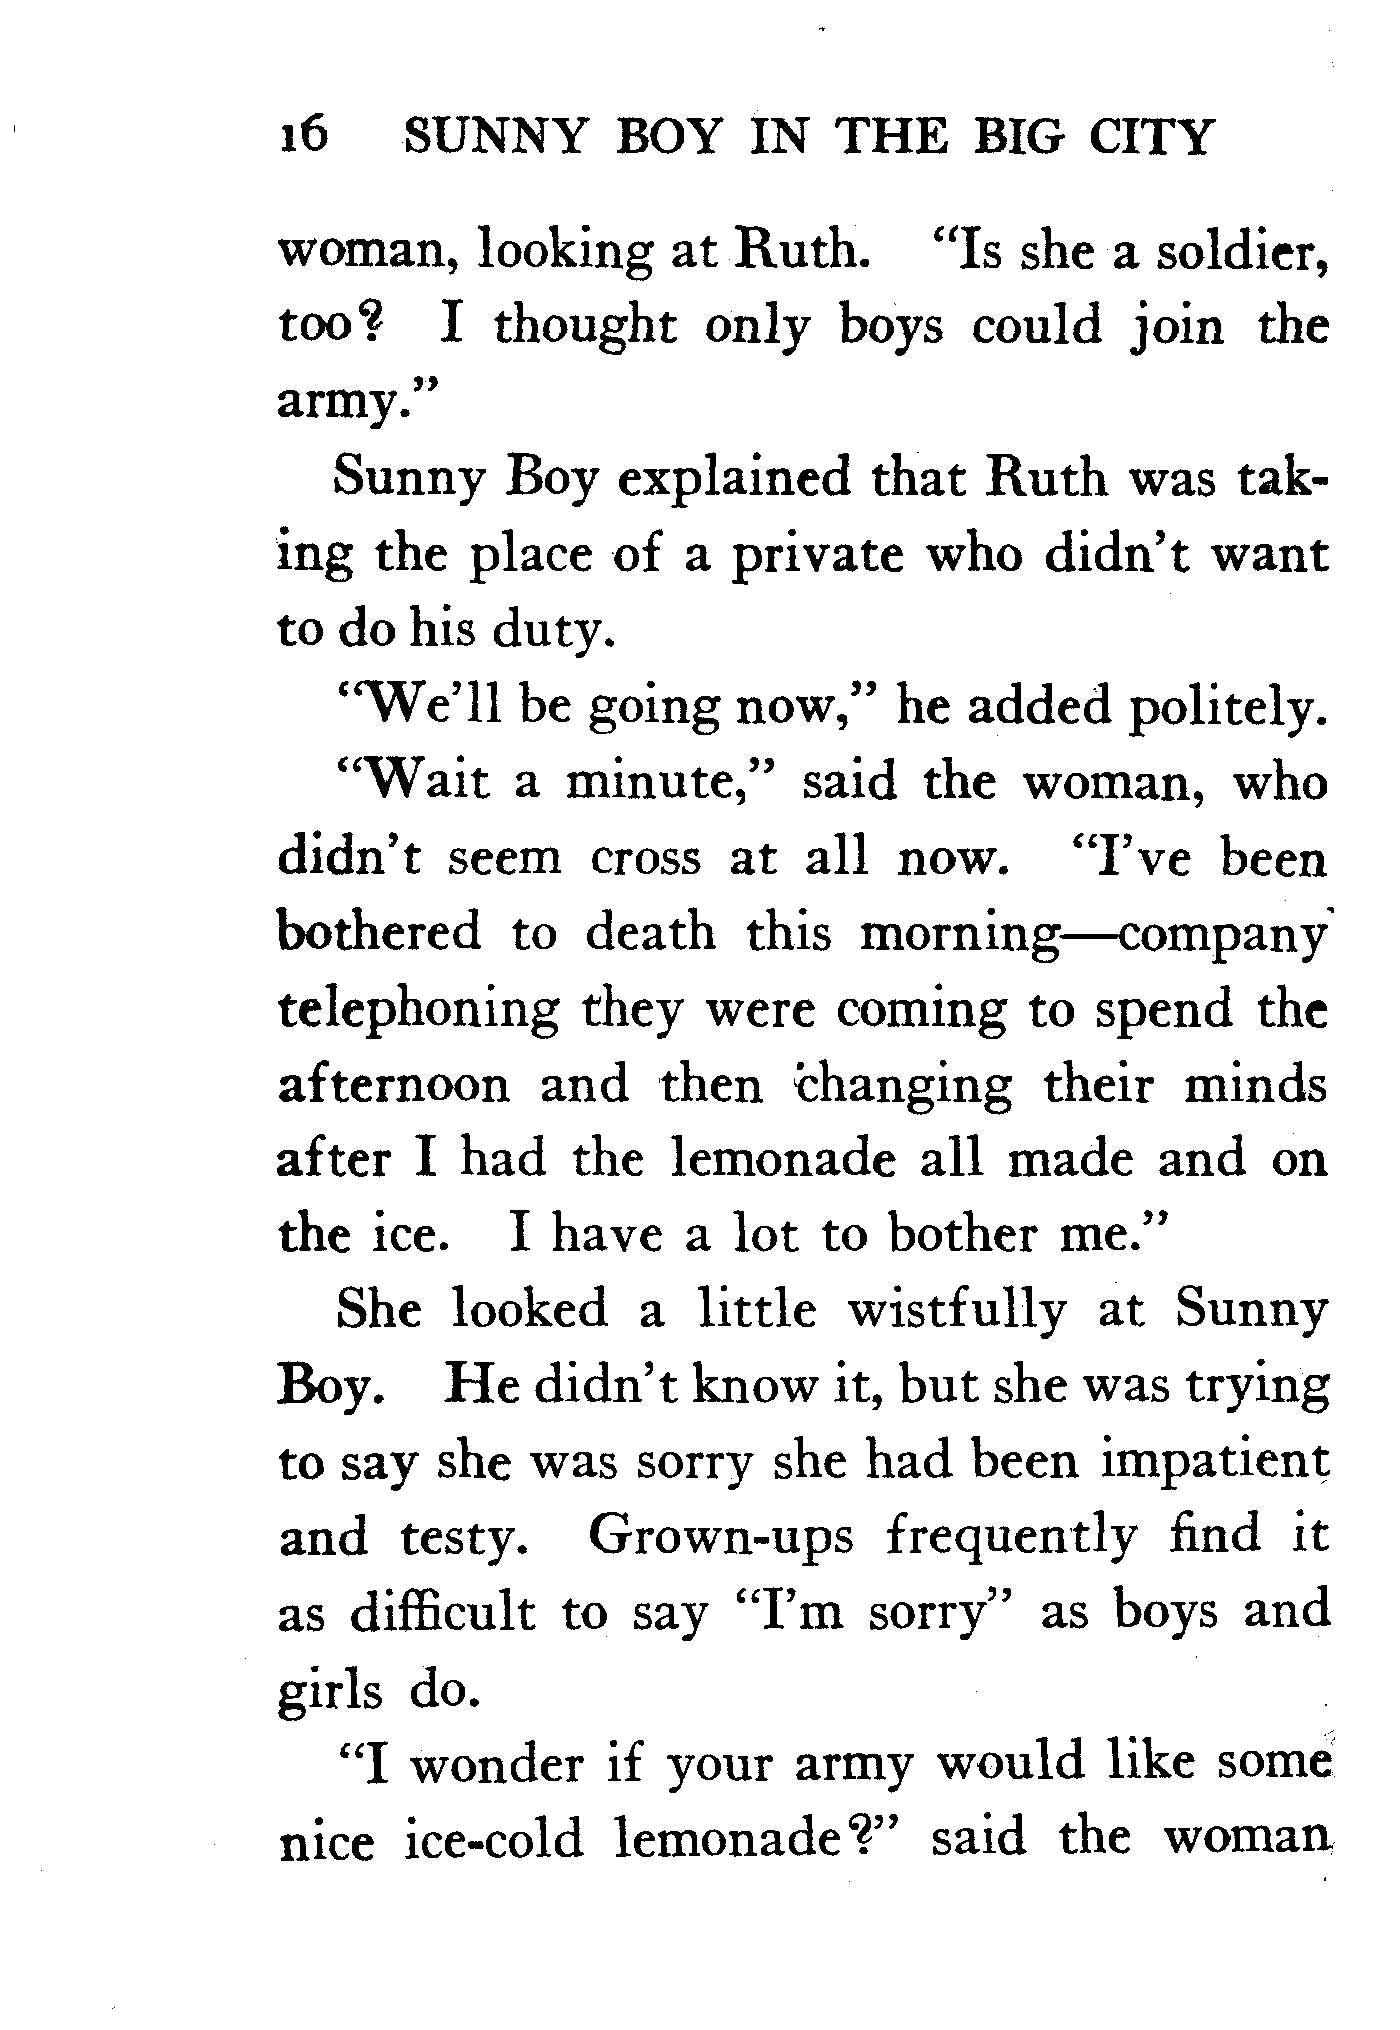 16 SUNNY BOY IN THE BIG CITY
woman, looking at Ruth. “Is she a soldier,
too? I thought only boys could join the
army.”
Sunny Boy explained that Ruth was tak-
ing the place of a private who didn’t want
to do his duty.
“We’ll be going now,” he added politely.
“Wait a minute,” said the woman, who
didn’t seem cross at all now. “I’ve been
bothered to death this morning—company
telephoning they were coming to spend the
afternoon and then changing their minds
after I had the lemonade all made and on
the ice. I have a lot to bother me.”
She looked a little wistfully at Sunny
Boy. He didn’t know it, but she was trying
to say she was sorry she had been impatient
and testy. Grown-ups frequently find it
as difficult to say “I’m sorry” as boys and
girls do.
“I wonder if your army would like some
nice ice-cold lemonade?” said the woman